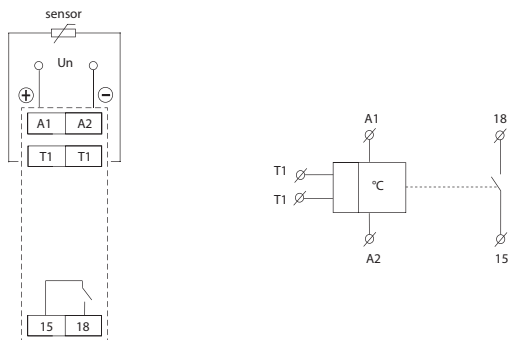 sensor
Un
+ −
A1 A2
T1 T1
15 18
A1 18
T1
°C
T1
A2 15